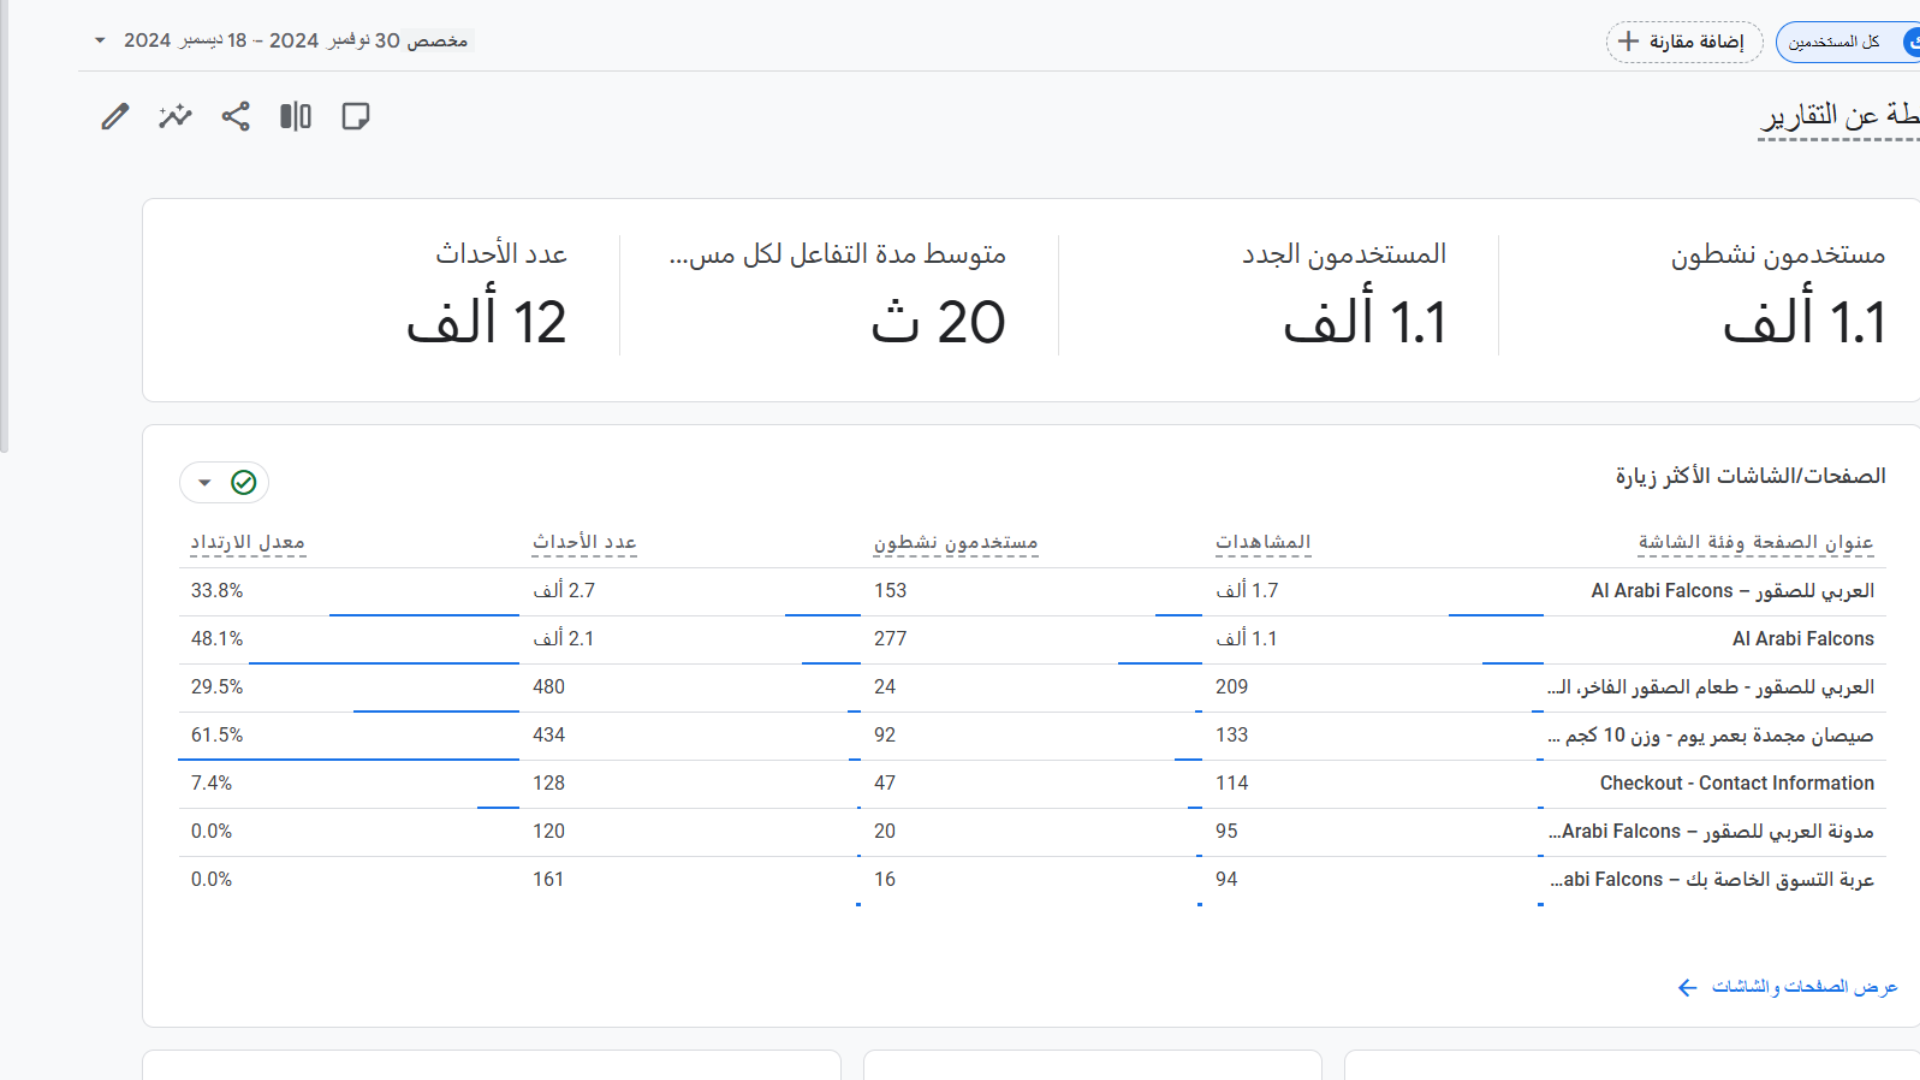 كل المستخدمين
إضافة مقارنة
مخصص 30 نوفمبر 2024 – 18 ديسمبر 2024
عن التقارير
مستخدمون نشطون
1.1 ألف
المستخدمون الجدد
1.1 ألف
متوسط مدة التفاعل لكل مس...
20 ث
عدد الأحداث
12 ألف
الصفحات/الشاشات الأكثر زيارة
عنوان الصفحة وفئة الشاشة المشاهدات مستخدمون نشطون عدد الأحداث معدل الارتداد
العربي للصقور – Al Arabi Falcons 1.7 ألف 153 2.7 ألف 33.8%
Al Arabi Falcons 1.1 ألف 277 2.1 ألف 48.1%
العربي للصقور - طعام الصقور الفاخر، الـ... 209 24 480 29.5%
صيصان مجمدة بعمر يوم - وزن 10 كجم ... 133 92 434 61.5%
Checkout - Contact Information 114 47 128 7.4%
مدونة العربي للصقور – Arabi Falcons... 95 20 120 0.0%
عربة التسوق الخاصة بك – abi Falcons... 94 16 161 0.0%
عرض الصفحات والشاشات